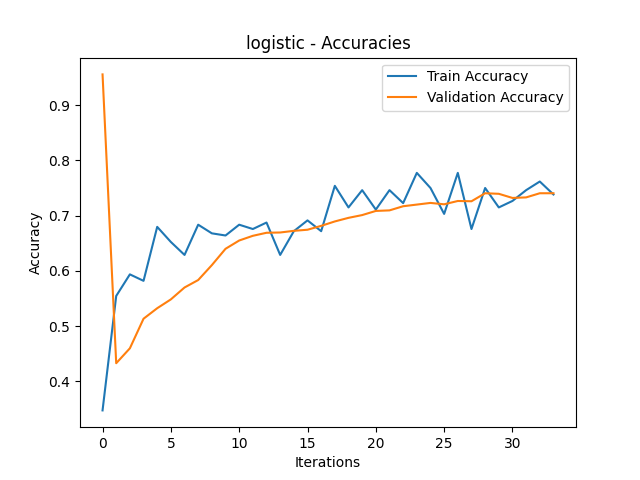 logistic - Accuracies
Train Accuracy
Validation Accuracy
Accuracy
0.9
0.8
0.7
0.6
0.5
0.4
0 5 10 15 20 25 30
Iterations